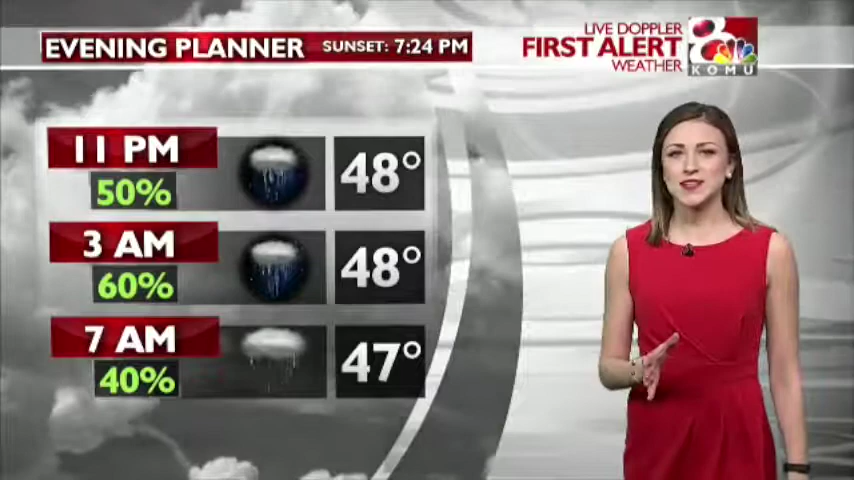 EVENING PLANNER SUNSET: 7:24 PM
LIVE DOPPLER
FIRST ALERT
WEATHER
8
KOMU
11 PM
50%
48°
3 AM
60%
48°
7 AM
40%
47°